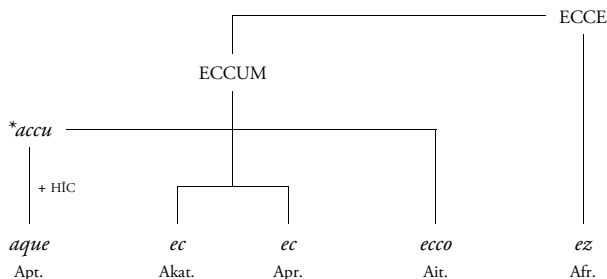 ECCE
ECCUM
*accu
+ HĪC
aque ec ec ecco ez
Apt. Akat. Apr. Ait. Afr.